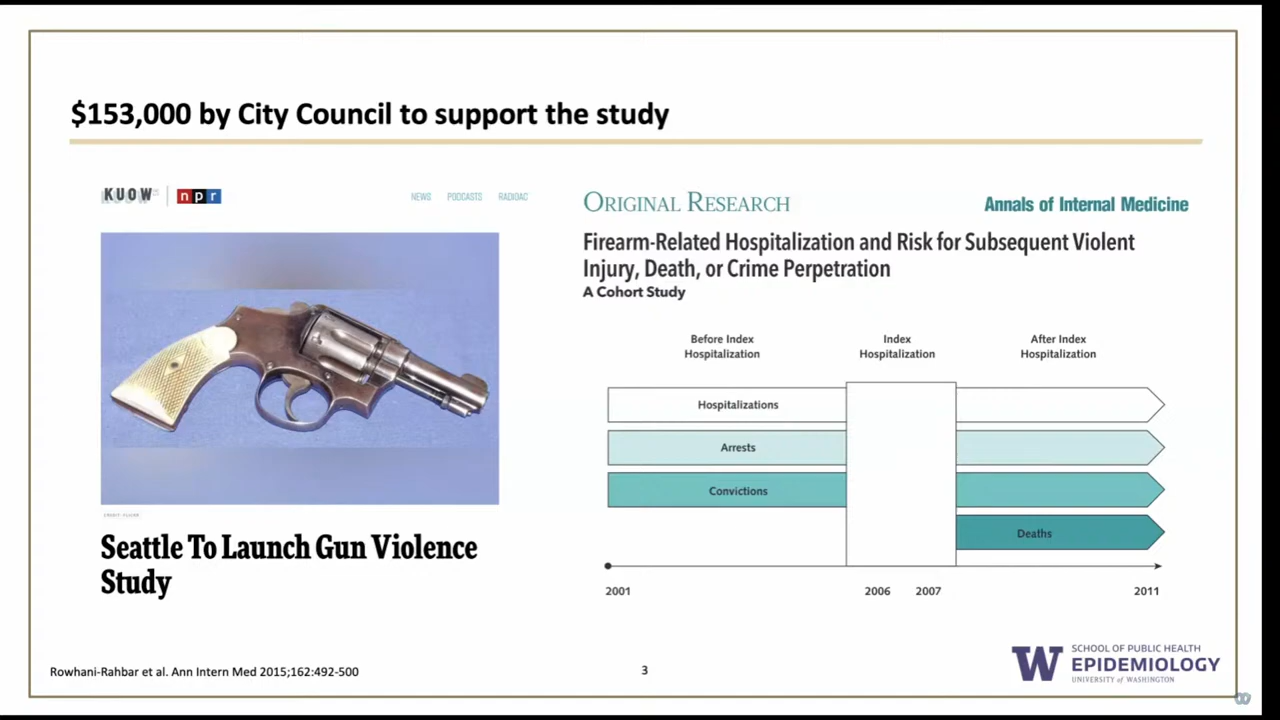 $153,000 by City Council to support the study
KUOW
npr
NEWS PODCASTS RADIOAC
Seattle To Launch Gun Violence
Study
ORIGINAL RESEARCH
Annals of Internal Medicine
Firearm-Related Hospitalization and Risk for Subsequent Violent
Injury, Death, or Crime Perpetration
A Cohort Study
Before Index
Hospitalization
Index
Hospitalization
After Index
Hospitalization
Hospitalizations
Arrests
Convictions
Deaths
2001
2006
2007
2011
Rowhani-Rahbar et al. Ann Intern Med 2015;162:492-500
3
W
SCHOOL OF PUBLIC HEALTH
EPIDEMIOLOGY
UNIVERSITY of WASHINGTON